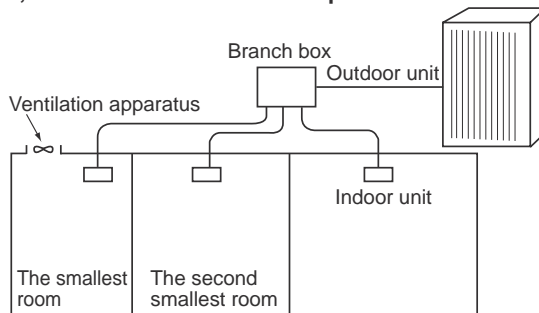 Branch box
Outdoor unit
Ventilation apparatus
Indoor unit
The smallest
room
The second
smallest room